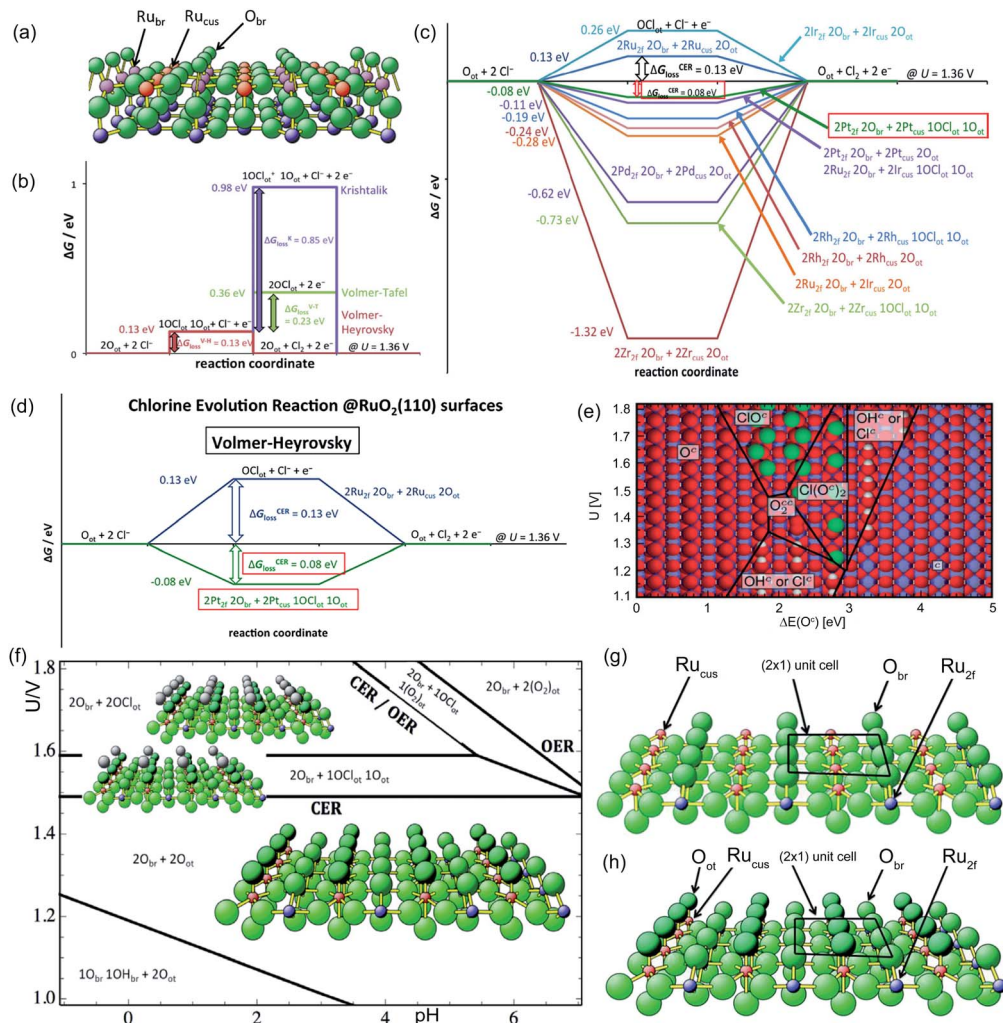 (a)
Ru_br
Ru_cus
O_br
(b)
ΔG / eV
1
0
0.98 eV
1OCl_ot⁺ 1O_ot + Cl⁻ + 2 e⁻
Krishtalik
ΔG_loss^K = 0.85 eV
0.36 eV
2OCl_ot + 2 e⁻
Volmer-Tafel
ΔG_loss^V-T
= 0.23 eV
Volmer-
Heyrovsky
0.13 eV
1OCl_ot 1O_ot + Cl⁻ + e⁻
2O_ot + 2 Cl⁻
ΔG_loss^V-H = 0.13 eV
2O_ot + Cl₂ + 2 e⁻
@ U = 1.36 V
reaction coordinate
(c)
ΔG / eV
0.26 eV
OCl_ot + Cl⁻ + e⁻
2Ir_2f 2O_br + 2Ir_cus 2O_ot
2Ru_2f 2O_br + 2Ru_cus 2O_ot
0.13 eV
ΔG_loss^CER = 0.13 eV
O_ot + 2 Cl⁻
O_ot + Cl₂ + 2 e⁻
@ U = 1.36 V
ΔG_loss^CER = 0.08 eV
-0.08 eV
-0.11 eV
-0.19 eV
-0.24 eV
-0.28 eV
2Pt_2f 2O_br + 2Pt_cus 1OCl_ot 1O_ot
2Pt_2f 2O_br + 2Pt_cus 2O_ot
2Ru_2f 2O_br + 2Ir_cus 1OCl_ot 1O_ot
2Pd_2f 2O_br + 2Pd_cus 2O_ot
-0.62 eV
-0.73 eV
2Rh_2f 2O_br + 2Rh_cus 1OCl_ot 1O_ot
2Rh_2f 2O_br + 2Rh_cus 2O_ot
2Ru_2f 2O_br + 2Ir_cus 2O_ot
2Zr_2f 2O_br + 2Zr_cus 1OCl_ot 1O_ot
-1.32 eV
2Zr_2f 2O_br + 2Zr_cus 2O_ot
reaction coordinate
(d)
Chlorine Evolution Reaction @RuO₂(110) surfaces
Volmer-Heyrovsky
ΔG / eV
OCl_ot + Cl⁻ + e⁻
0.13 eV
2Ru_2f 2O_br + 2Ru_cus 2O_ot
ΔG_loss^CER = 0.13 eV
O_ot + 2 Cl⁻
O_ot + Cl₂ + 2 e⁻
@ U = 1.36 V
ΔG_loss^CER = 0.08 eV
-0.08 eV
2Pt_2f 2O_br + 2Pt_cus 1OCl_ot 1O_ot
reaction coordinate
(e)
U [V]
1.8
1.7
1.6
1.5
1.4
1.3
1.2
1.1
ClO^c
OH^c or
Cl^c
O^c
Cl(O^c)₂
O₂^cc
OH^c or Cl^c
c
0
1
2
3
4
5
ΔE(O^c) [eV]
(f)
U/V
1.8
1.6
1.4
1.2
1.0
2O_br + 2OCl_ot
CER / OER
2O_br + 1OCl_ot
1(O₂)_ot
2O_br + 2(O₂)_ot
OER
2O_br + 1OCl_ot 1O_ot
CER
2O_br + 2O_ot
1O_br 1OH_br + 2O_ot
0
2
4
6
pH
(g)
Ru_cus
(2x1) unit cell
O_br
Ru_2f
(h)
O_ot
Ru_cus
(2x1) unit cell
O_br
Ru_2f